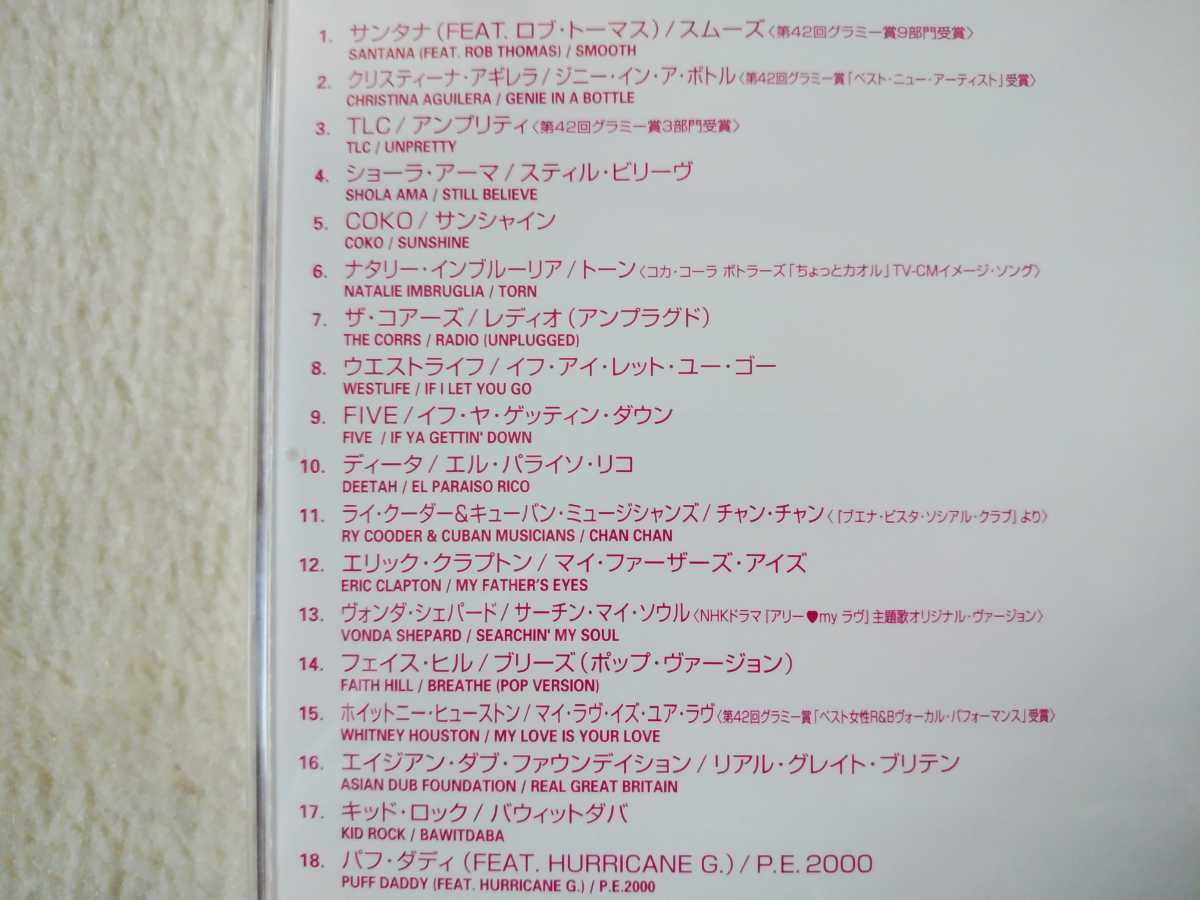 1. サンタナ(FEAT. ロブ・トーマス)/スムーズ〈第42回グラミー賞9部門受賞〉
SANTANA (FEAT. ROB THOMAS) / SMOOTH
2. クリスティーナ・アギレラ/ジニー・イン・ア・ボトル〈第42回グラミー賞「ベスト・ニュー・アーティスト」受賞〉
CHRISTINA AGUILERA / GENIE IN A BOTTLE
3. TLC/アンプリティ〈第42回グラミー賞3部門受賞〉
TLC / UNPRETTY
4. ショーラ・アーマ/スティル・ビリーヴ
SHOLA AMA / STILL BELIEVE
5. COKO/サンシャイン
COKO / SUNSHINE
6. ナタリー・インブルーリア/トーン〈コカ・コーラ ボトラーズ「ちょっとカオル」TV-CMイメージ・ソング〉
NATALIE IMBRUGLIA / TORN
7. ザ・コアーズ/レディオ(アンプラグド)
THE CORRS / RADIO (UNPLUGGED)
8. ウエストライフ/イフ・アイ・レット・ユー・ゴー
WESTLIFE / IF I LET YOU GO
9. FIVE/イフ・ヤ・ゲッティン・ダウン
FIVE / IF YA GETTIN' DOWN
10. ディータ/エル・パライソ・リコ
DEETAH / EL PARAISO RICO
11. ライ・クーダー&キューバン・ミュージシャンズ/チャン・チャン〈『ブエナ・ビスタ・ソシアル・クラブ』より〉
RY COODER & CUBAN MUSICIANS / CHAN CHAN
12. エリック・クラプトン/マイ・ファーザーズ・アイズ
ERIC CLAPTON / MY FATHER'S EYES
13. ヴォンダ・シェパード/サーチン・マイ・ソウル〈NHKドラマ『アリー♥my ラヴ』主題歌オリジナル・ヴァージョン〉
VONDA SHEPARD / SEARCHIN' MY SOUL
14. フェイス・ヒル/ブリーズ(ポップ・ヴァージョン)
FAITH HILL / BREATHE (POP VERSION)
15. ホイットニー・ヒューストン/マイ・ラヴ・イズ・ユア・ラヴ〈第42回グラミー賞「ベスト女性R&Bヴォーカル・パフォーマンス」受賞〉
WHITNEY HOUSTON / MY LOVE IS YOUR LOVE
16. エイジアン・ダブ・ファウンデイション/リアル・グレイト・ブリテン
ASIAN DUB FOUNDATION / REAL GREAT BRITAIN
17. キッド・ロック/バウィットダバ
KID ROCK / BAWITDABA
18. パフ・ダディ(FEAT. HURRICANE G.)/P.E. 2000
PUFF DADDY (FEAT. HURRICANE G.) / P.E.2000